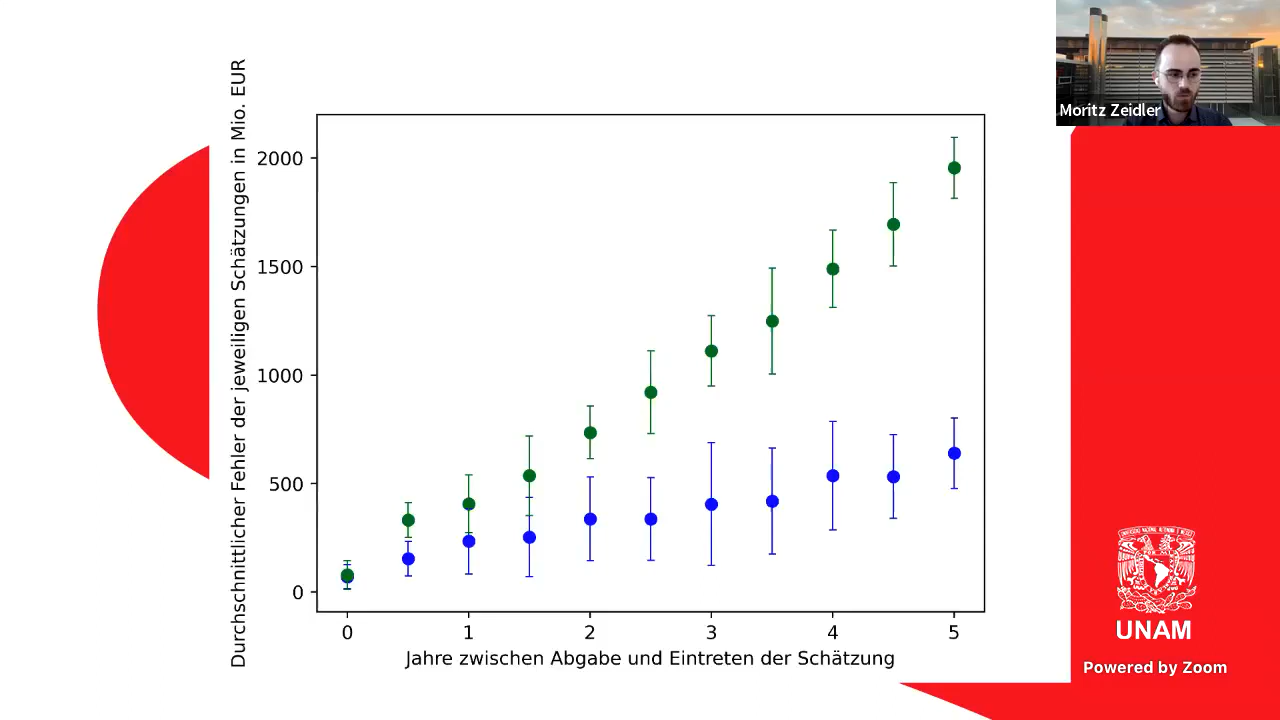 Moritz Zeidler
Durchschnittlicher Fehler der jeweiligen Schätzungen in Mio. EUR
2000
1500
1000
500
0
0 1 2 3 4 5
Jahre zwischen Abgabe und Eintreten der Schätzung
UNAM
Powered by Zoom